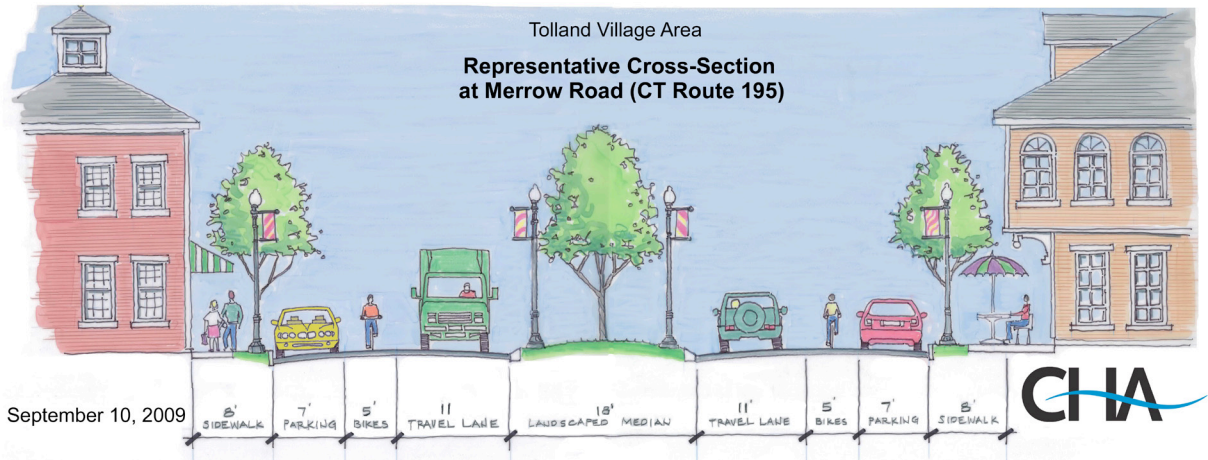 Tolland Village Area
Representative Cross-Section
at Merrow Road (CT Route 195)
September 10, 2009
8' 7' 5' 11 18' 11' 5' 7' 8'
SIDEWALK PARKING BIKES TRAVEL LANE LANDSCAPED MEDIAN TRAVEL LANE BIKES PARKING SIDEWALK
CHA